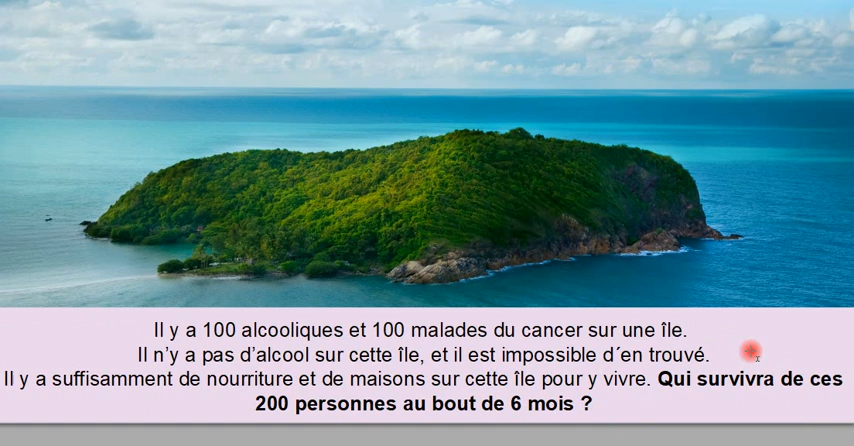 Il y a 100 alcooliques et 100 malades du cancer sur une île.
Il n’y a pas d’alcool sur cette île, et il est impossible d´en trouvé.
Il y a suffisamment de nourriture et de maisons sur cette île pour y vivre. Qui survivra de ces
200 personnes au bout de 6 mois ?